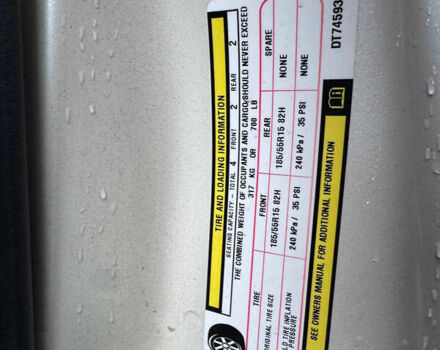 TIRE AND LOADING INFORMATION
SEATING CAPACITY - TOTAL 4 FRONT 2 REAR 2
THE COMBINED WEIGHT OF OCCUPANTS AND CARGO SHOULD NEVER EXCEED
317 KG OR 700 LB
TIRE FRONT REAR SPARE
ORIGINAL TIRE SIZE 185/55R15 82H 185/55R15 82H NONE
TIRE INFLATION PRESSURE 240 kPa / 35 PSI 240 kPa / 35 PSI NONE
SEE OWNERS MANUAL FOR ADDITIONAL INFORMATION
DT74593